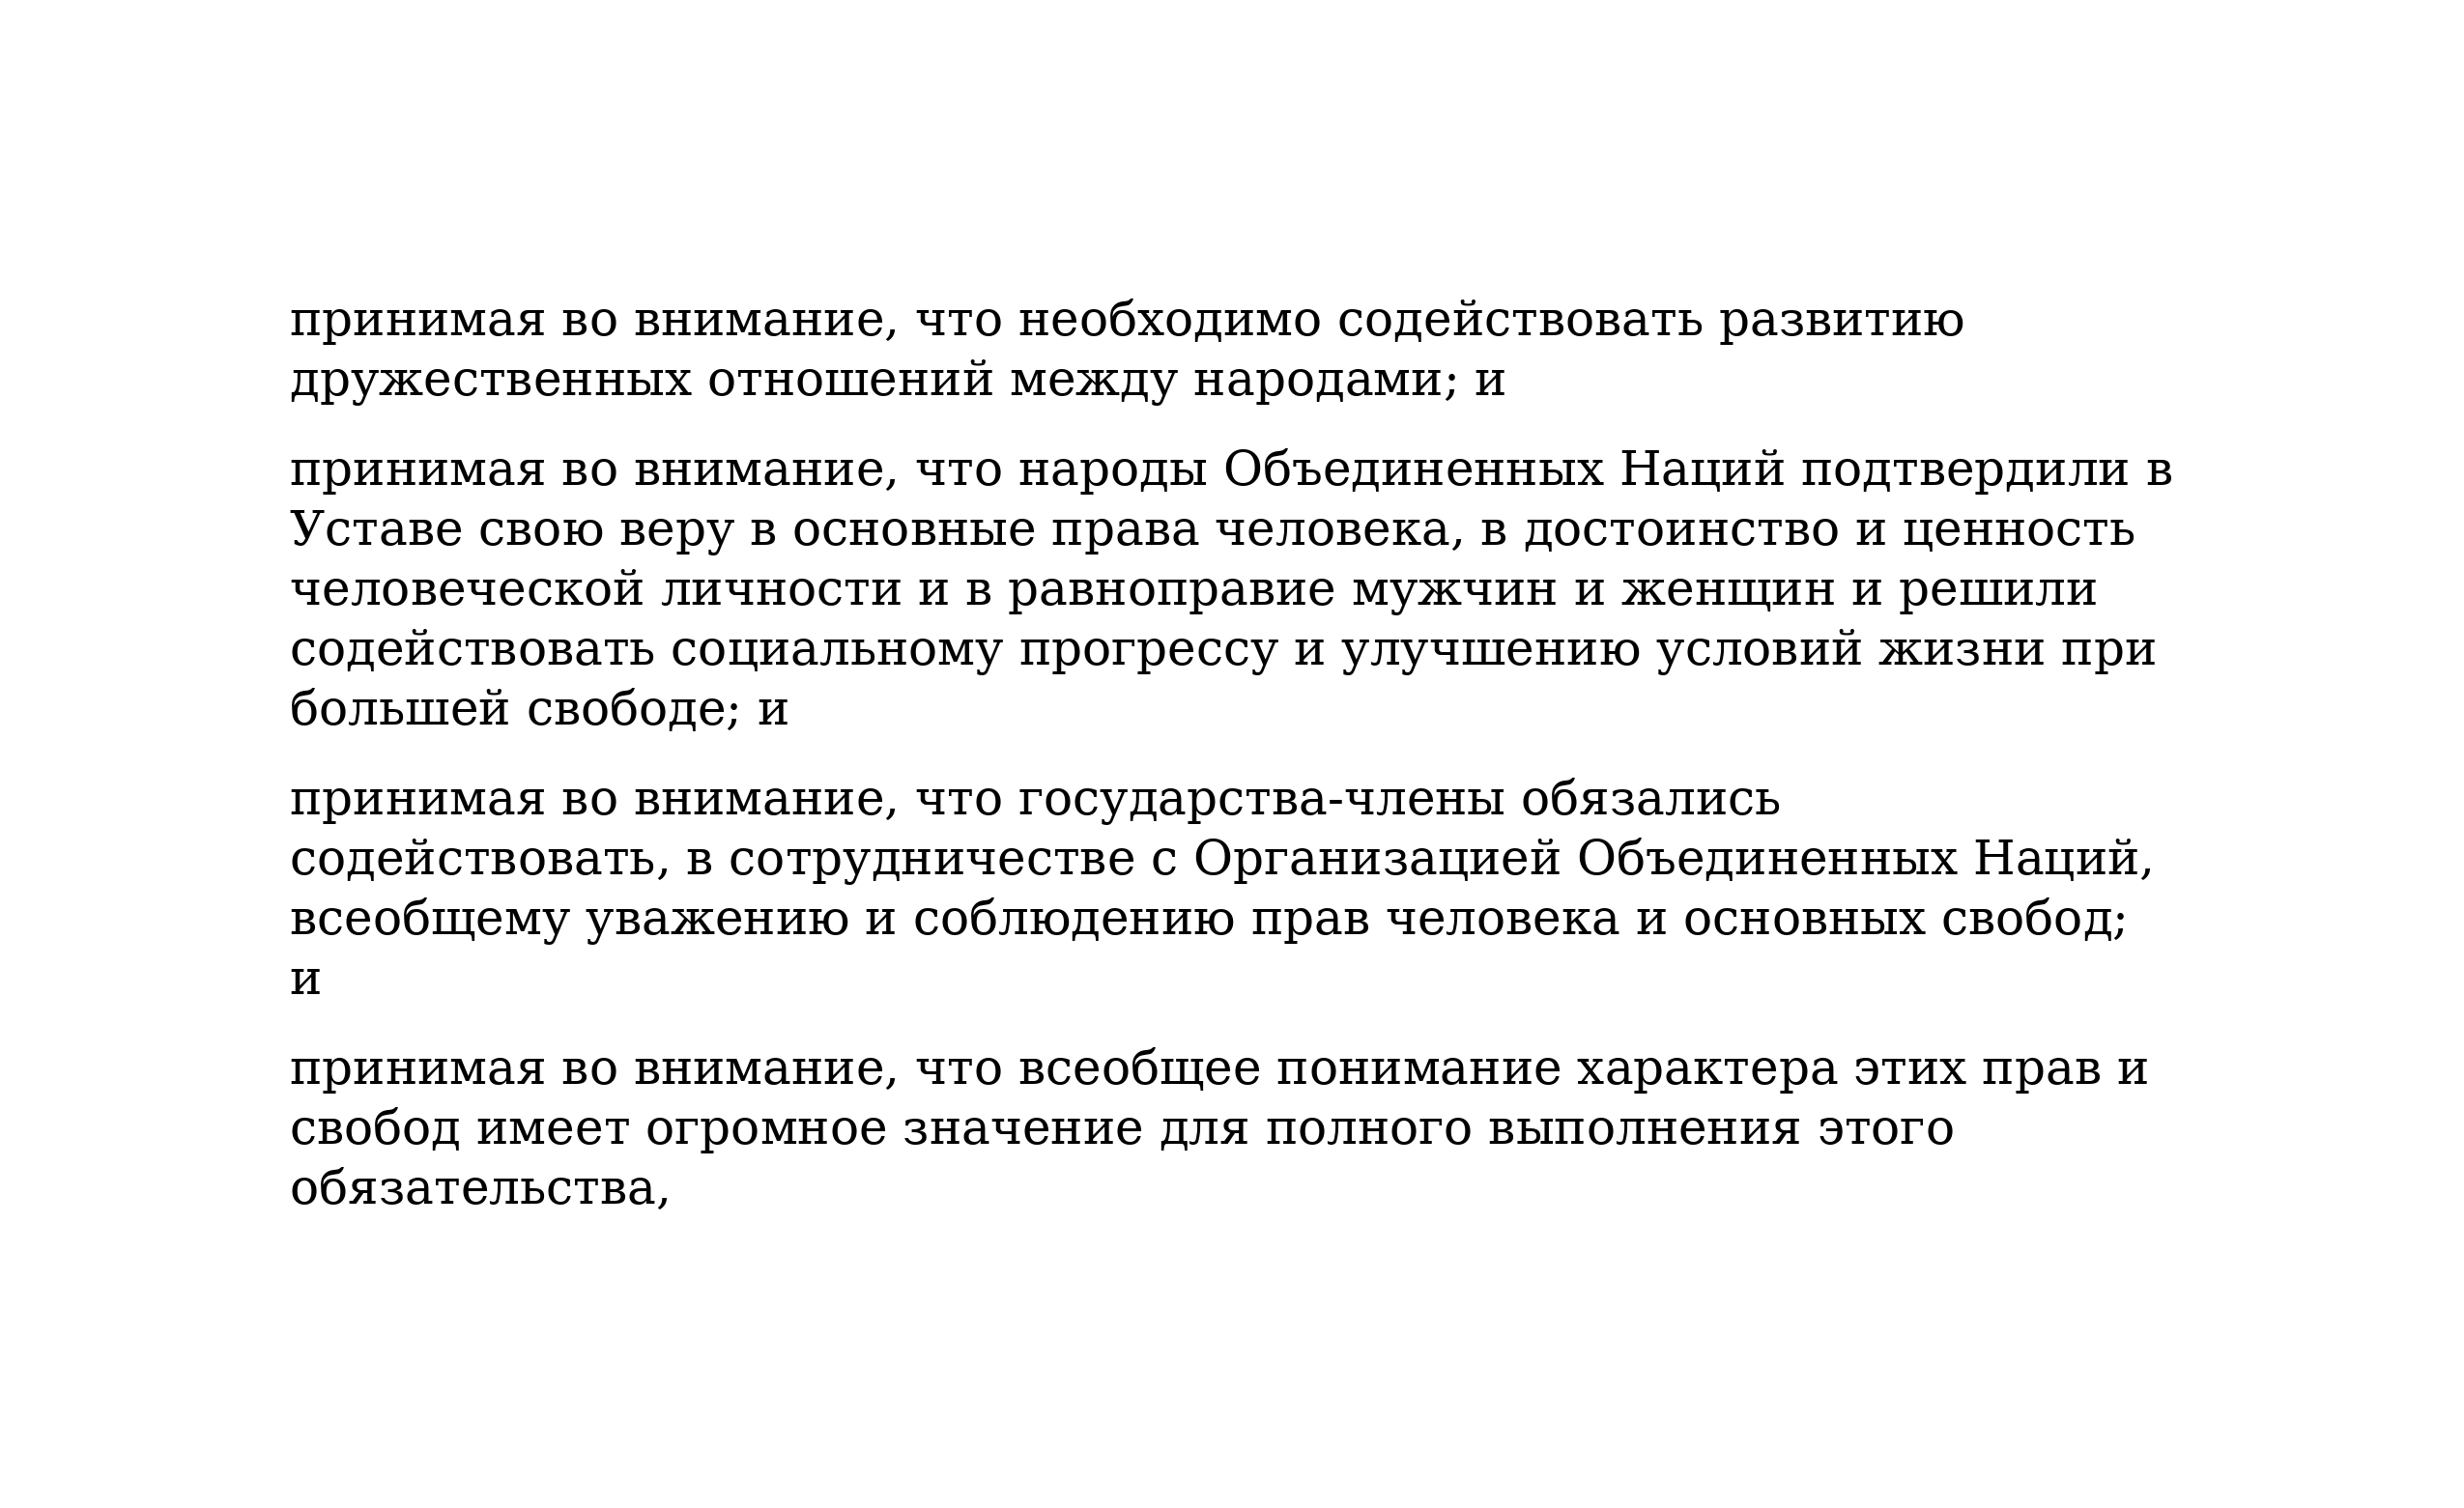 принимая во внимание, что необходимо содействовать развитию
дружественных отношений между народами; и
принимая во внимание, что народы Объединенных Наций подтвердили в
Уставе свою веру в основные права человека, в достоинство и ценность
человеческой личности и в равноправие мужчин и женщин и решили
содействовать социальному прогрессу и улучшению условий жизни при
большей свободе; и
принимая во внимание, что государства-члены обязались
содействовать, в сотрудничестве с Организацией Объединенных Наций,
всеобщему уважению и соблюдению прав человека и основных свобод;
и
принимая во внимание, что всеобщее понимание характера этих прав и
свобод имеет огромное значение для полного выполнения этого
обязательства,